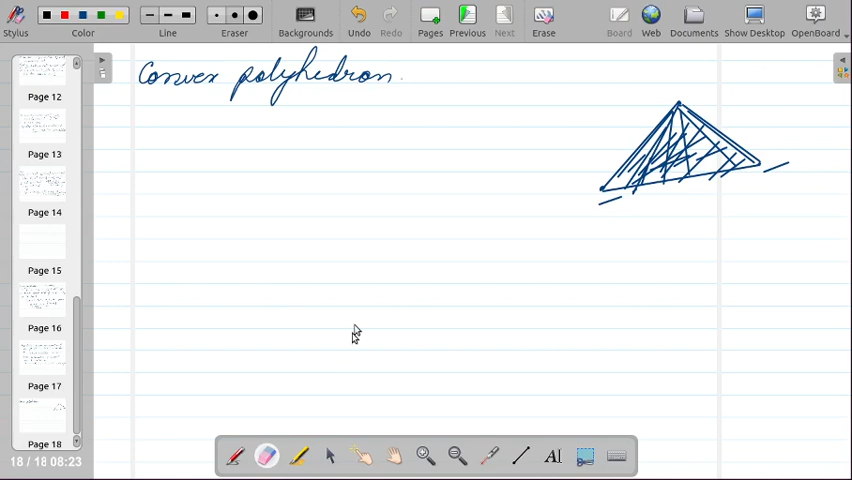 Stylus Color Line Eraser Backgrounds Undo Redo Pages Previous Next Erase Board Web Documents Show Desktop OpenBoard
Convex polyhedron.
Page 12
Page 13
Page 14
Page 15
Page 16
Page 17
Page 18
18 / 18 08:23
AI